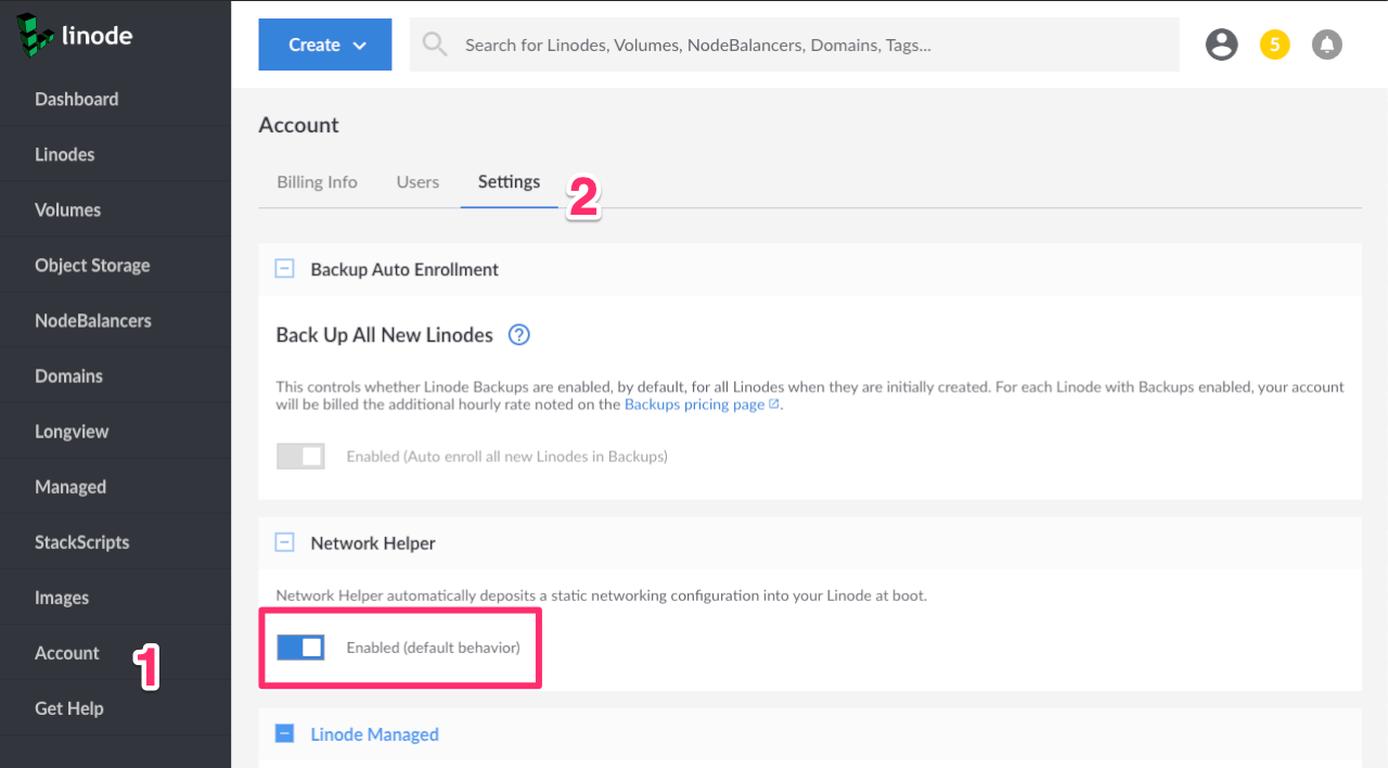 linode
Create
Search for Linodes, Volumes, NodeBalancers, Domains, Tags...
5
Dashboard
Linodes
Volumes
Object Storage
NodeBalancers
Domains
Longview
Managed
StackScripts
Images
Account
1
Get Help
Account
Billing Info
Users
Settings
2
Backup Auto Enrollment
Back Up All New Linodes
?
This controls whether Linode Backups are enabled, by default, for all Linodes when they are initially created. For each Linode with Backups enabled, your account
will be billed the additional hourly rate noted on the Backups pricing page.
Enabled (Auto enroll all new Linodes in Backups)
Network Helper
Network Helper automatically deposits a static networking configuration into your Linode at boot.
Enabled (default behavior)
Linode Managed